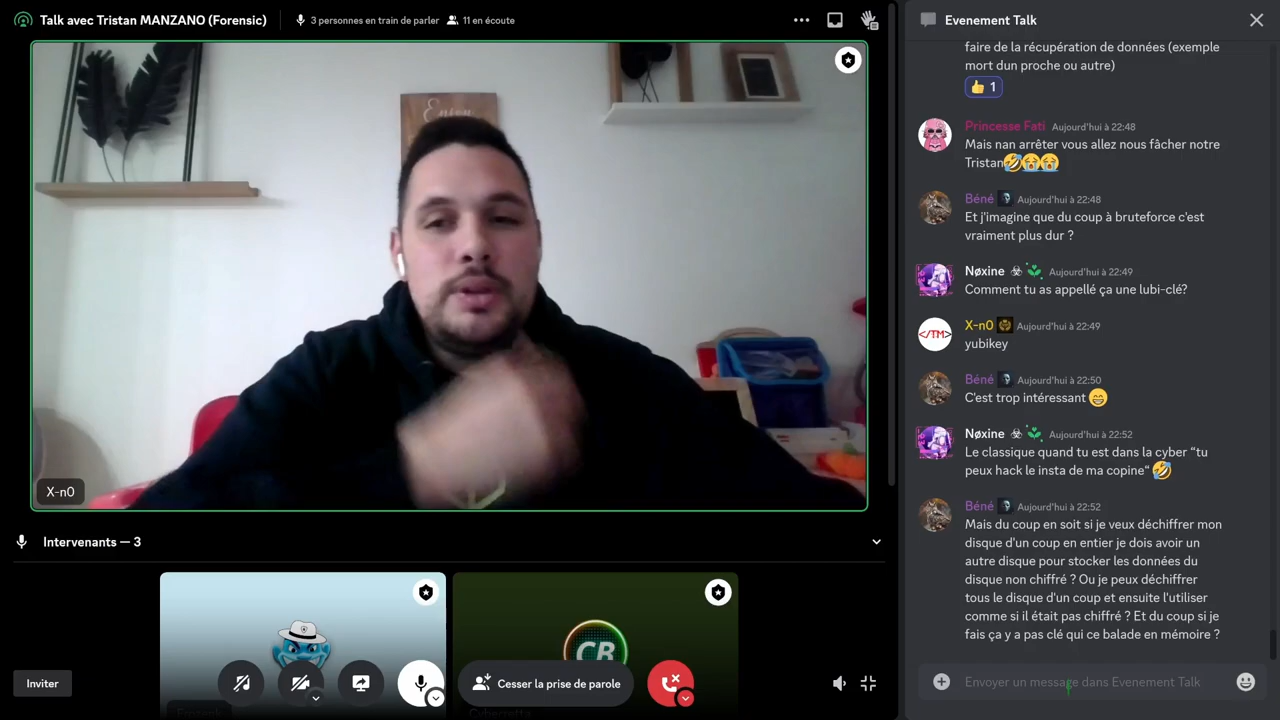 Talk avec Tristan MANZANO (Forensic)
3 personnes en train de parler
11 en écoute
Enjoy
X-n0
Intervenants — 3
CB
Inviter
Cesser la prise de parole
Evenement Talk
faire de la récupération de données (exemple
mort dun proche ou autre)
👍 1
Princesse Fati Aujourd'hui à 22:48
Mais nan arrêter vous allez nous fâcher notre
Tristan🤣😭😭
Béné Aujourd'hui à 22:48
Et j'imagine que du coup à bruteforce c'est
vraiment plus dur ?
Nøxine ☣ Aujourd'hui à 22:49
Comment tu as appellé ça une lubi-clé?
</TM>
X-n0 Aujourd'hui à 22:49
yubikey
Béné Aujourd'hui à 22:50
C'est trop intéressant 😁
Nøxine ☣ Aujourd'hui à 22:52
Le classique quand tu est dans la cyber “tu
peux hack le insta de ma copine“ 🤣
Béné Aujourd'hui à 22:52
Mais du coup en soit si je veux déchiffrer mon
disque d'un coup en entier je dois avoir un
autre disque pour stocker les données du
disque non chiffré ? Ou je peux déchiffrer
tous le disque d'un coup et ensuite l'utiliser
comme si il était pas chiffré ? Et du coup si je
fais ça y a pas clé qui ce balade en mémoire ?
Envoyer un message dans Evenement Talk